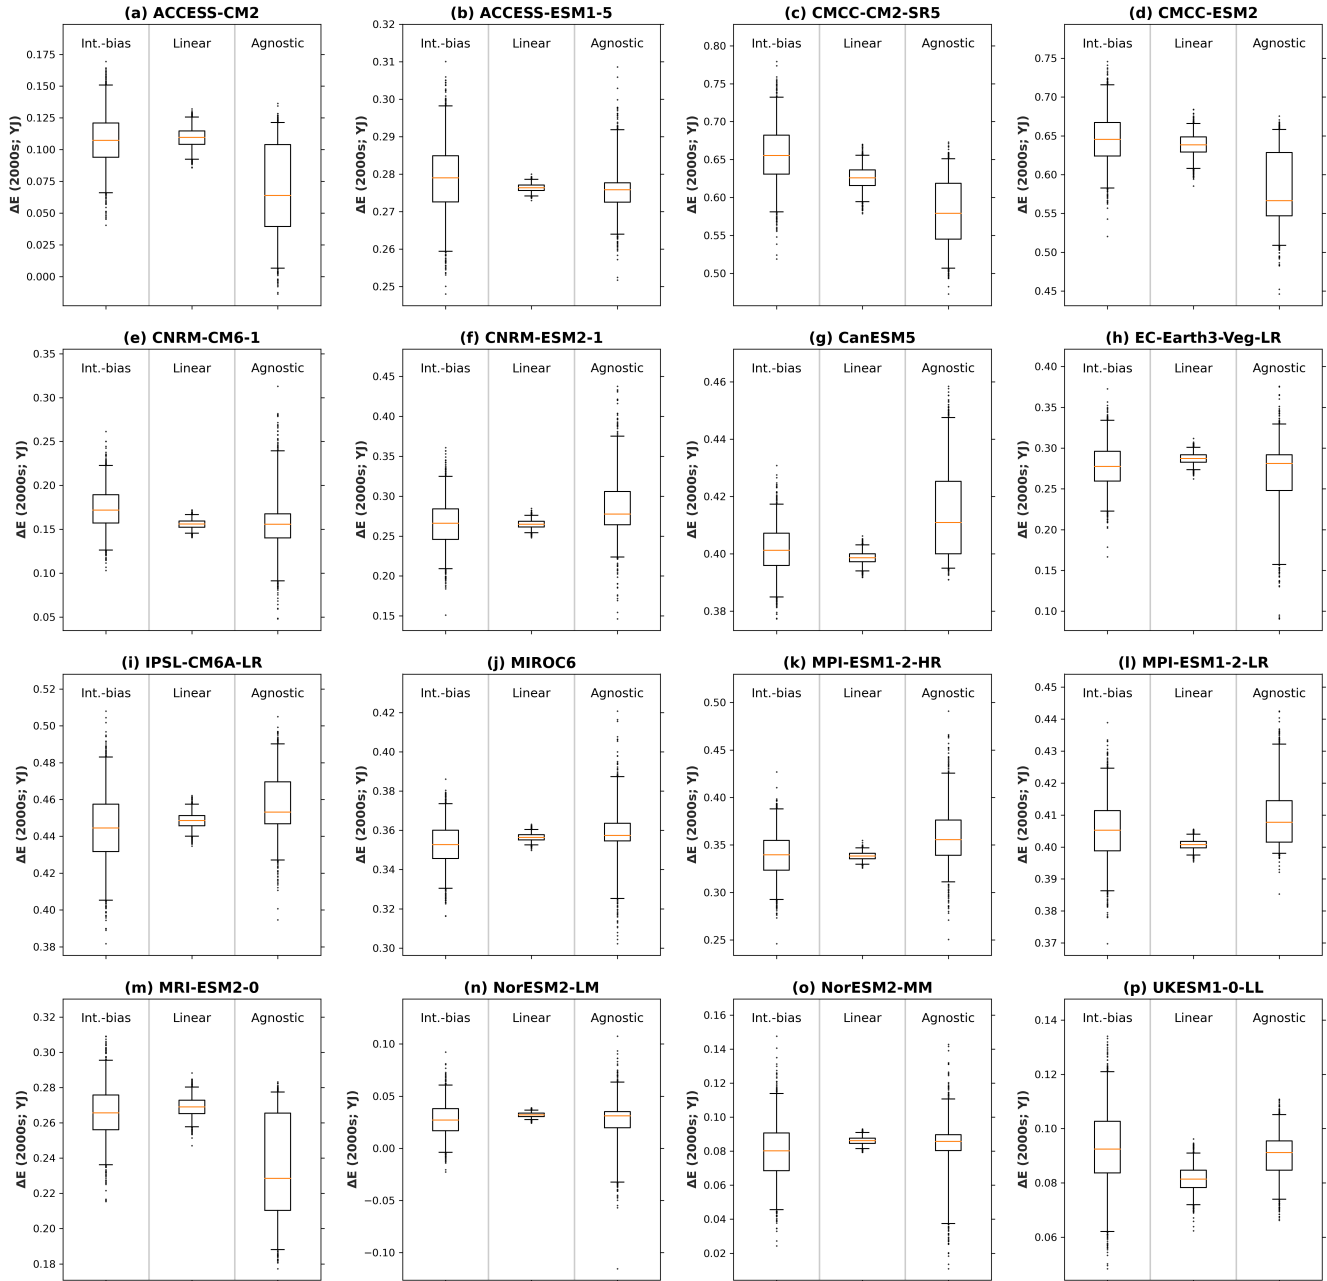 (a) ACCESS-CM2
Int.-bias Linear Agnostic
ΔE (2000s; YJ)
0.175
0.150
0.125
0.100
0.075
0.050
0.025
0.000
(b) ACCESS-ESM1-5
Int.-bias Linear Agnostic
ΔE (2000s; YJ)
0.32
0.31
0.30
0.29
0.28
0.27
0.26
0.25
(c) CMCC-CM2-SR5
Int.-bias Linear Agnostic
ΔE (2000s; YJ)
0.80
0.75
0.70
0.65
0.60
0.55
0.50
(d) CMCC-ESM2
Int.-bias Linear Agnostic
ΔE (2000s; YJ)
0.75
0.70
0.65
0.60
0.55
0.50
0.45
(e) CNRM-CM6-1
Int.-bias Linear Agnostic
ΔE (2000s; YJ)
0.35
0.30
0.25
0.20
0.15
0.10
0.05
(f) CNRM-ESM2-1
Int.-bias Linear Agnostic
ΔE (2000s; YJ)
0.45
0.40
0.35
0.30
0.25
0.20
0.15
(g) CanESM5
Int.-bias Linear Agnostic
ΔE (2000s; YJ)
0.46
0.44
0.42
0.40
0.38
(h) EC-Earth3-Veg-LR
Int.-bias Linear Agnostic
ΔE (2000s; YJ)
0.40
0.35
0.30
0.25
0.20
0.15
0.10
(i) IPSL-CM6A-LR
Int.-bias Linear Agnostic
ΔE (2000s; YJ)
0.52
0.50
0.48
0.46
0.44
0.42
0.40
0.38
(j) MIROC6
Int.-bias Linear Agnostic
ΔE (2000s; YJ)
0.42
0.40
0.38
0.36
0.34
0.32
0.30
(k) MPI-ESM1-2-HR
Int.-bias Linear Agnostic
ΔE (2000s; YJ)
0.50
0.45
0.40
0.35
0.30
0.25
(l) MPI-ESM1-2-LR
Int.-bias Linear Agnostic
ΔE (2000s; YJ)
0.45
0.44
0.43
0.42
0.41
0.40
0.39
0.38
0.37
(m) MRI-ESM2-0
Int.-bias Linear Agnostic
ΔE (2000s; YJ)
0.32
0.30
0.28
0.26
0.24
0.22
0.20
0.18
(n) NorESM2-LM
Int.-bias Linear Agnostic
ΔE (2000s; YJ)
0.10
0.05
0.00
−0.05
−0.10
(o) NorESM2-MM
Int.-bias Linear Agnostic
ΔE (2000s; YJ)
0.16
0.14
0.12
0.10
0.08
0.06
0.04
0.02
(p) UKESM1-0-LL
Int.-bias Linear Agnostic
ΔE (2000s; YJ)
0.14
0.12
0.10
0.08
0.06